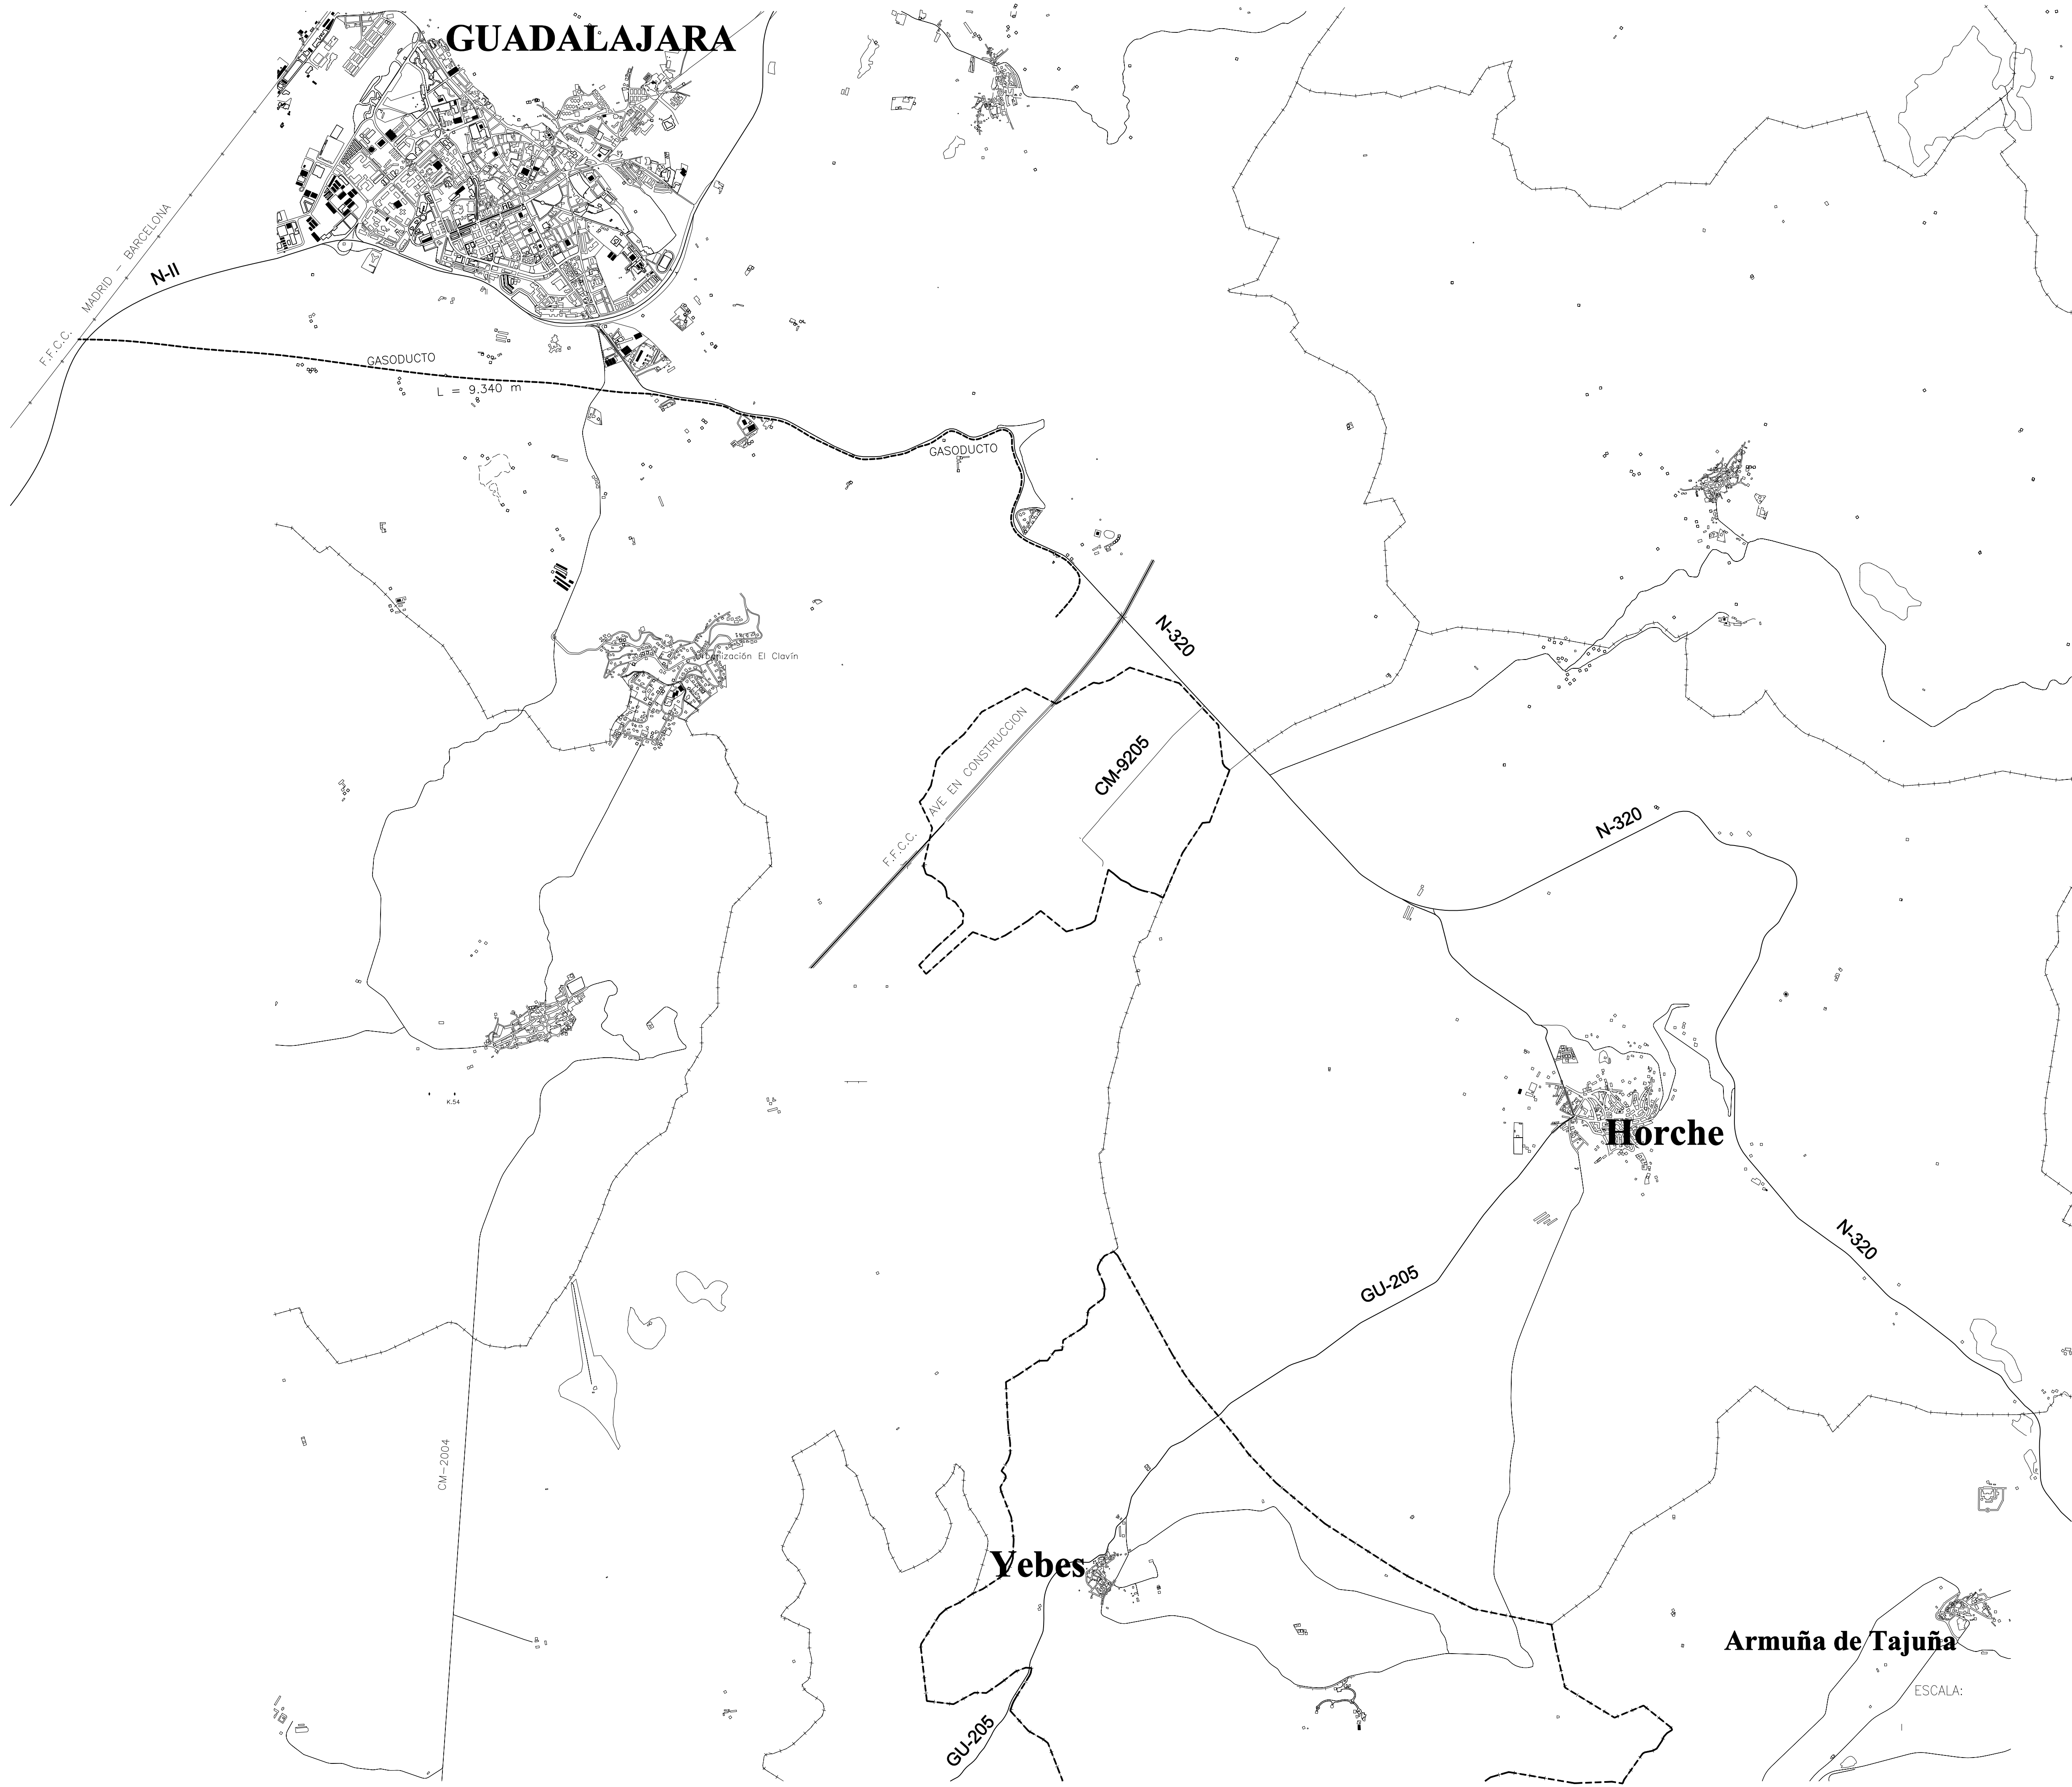 GUADALAJARA
F.F.C.C. MADRID - BARCELONA
N-II
GASODUCTO
L = 9.340 m
GASODUCTO
N-320
Urbanización El Clavín
F.F.C.C. AVE EN CONSTRUCCION
CM-9205
N-320
K.54
Horche
N-320
GU-205
CM-2004
Yebes
Armuña de Tajuña
ESCALA:
GU-205